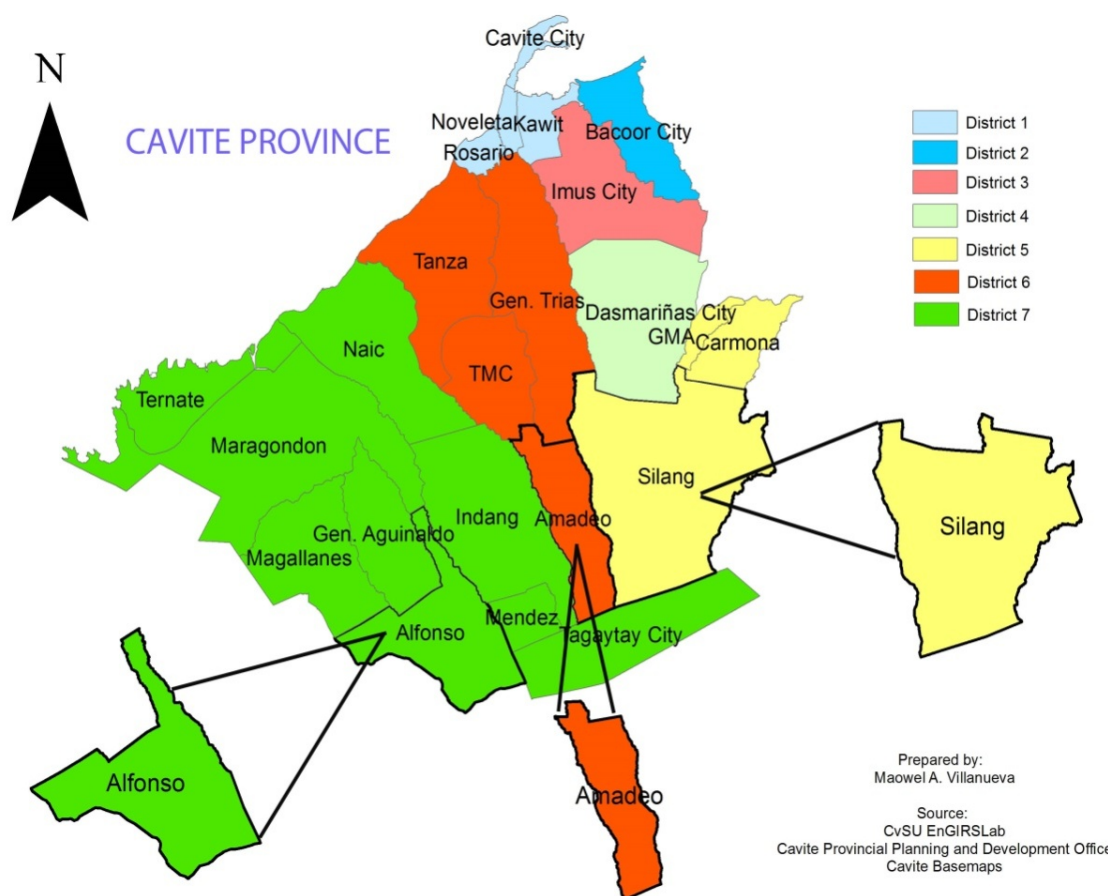 N
CAVITE PROVINCE
Cavite City
Noveleta
Kawit
Rosario
Bacoor City
Imus City
Tanza
Gen. Trias
Dasmariñas City
GMA
Carmona
Naic
TMC
Ternate
Maragondon
Silang
Indang
Amadeo
Gen. Aguinaldo
Magallanes
Mendez
Alfonso
Tagaytay City
District 1
District 2
District 3
District 4
District 5
District 6
District 7
Silang
Alfonso
Amadeo
Prepared by:
Maowel A. Villanueva
Source:
CvSU EnGIRSLab
Cavite Provincial Planning and Development Office
Cavite Basemaps